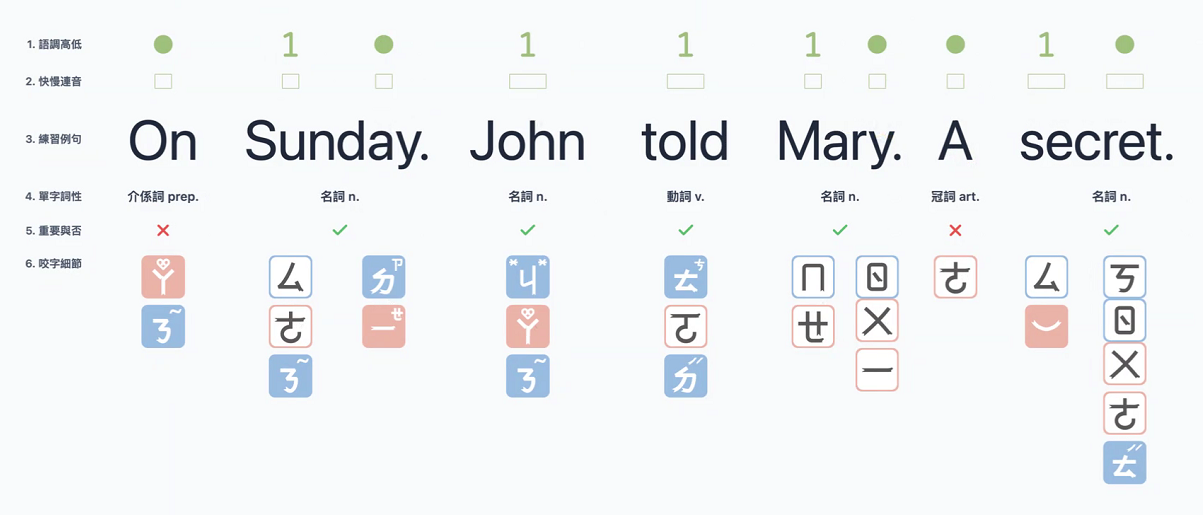 1. 語調高低 1 1 1 1 1
2. 快慢連音
3. 練習例句 On Sunday. John told Mary. A secret.
4. 單字詞性 介係詞 prep. 名詞 n. 名詞 n. 動詞 v. 名詞 n. 冠詞 art. 名詞 n.
5. 重要與否
6. 咬字細節 ㄚ ㄙ ㄉㄗ ㄐ ㄊㄘ ㄇ ㄖ ㄜ ㄙ ㄎ
ㄋ~ ㄜ ㄧㄝ ㄚ ㄛ ㄝ ㄨ ㄖ
ㄋ~ ㄋ~ ㄉ ㄧ ㄨ
ㄜ
ㄊ